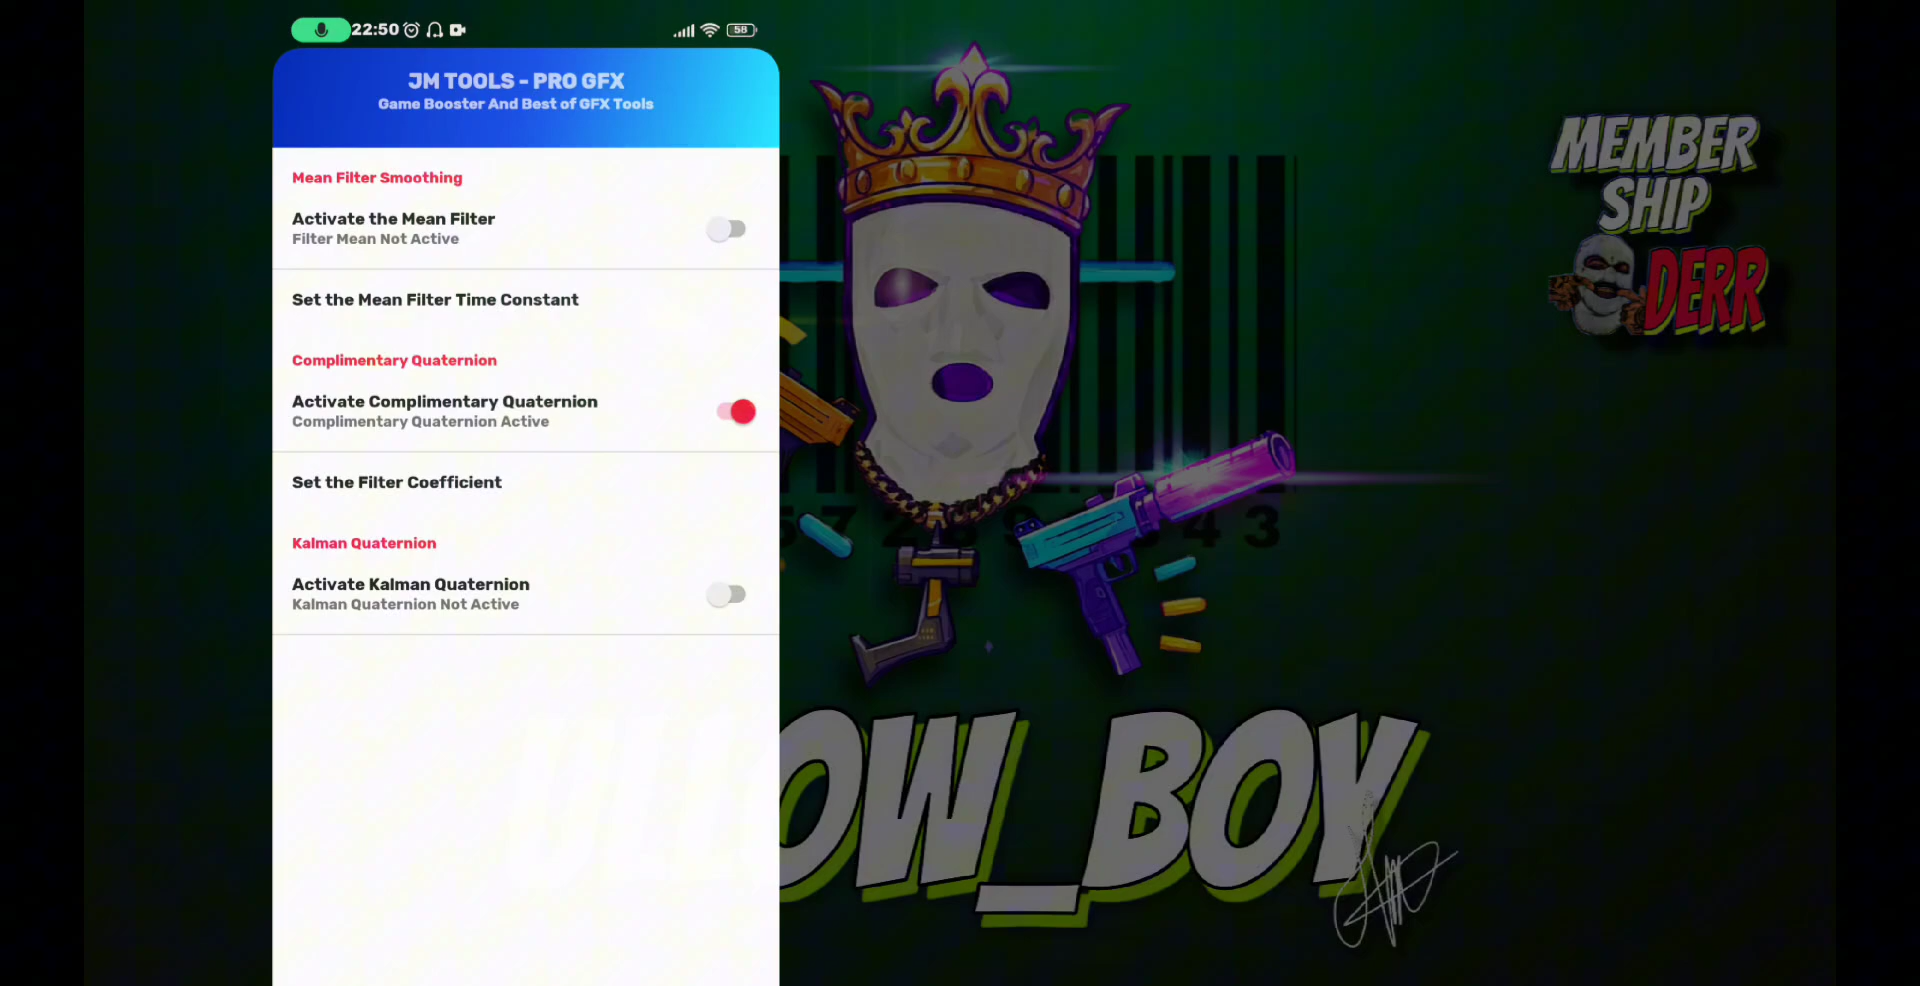 22:50
58
JM TOOLS - PRO GFX
Game Booster And Best of GFX Tools
Mean Filter Smoothing
Activate the Mean Filter
Filter Mean Not Active
Set the Mean Filter Time Constant
Complimentary Quaternion
Activate Complimentary Quaternion
Complimentary Quaternion Active
Set the Filter Coefficient
Kalman Quaternion
Activate Kalman Quaternion
Kalman Quaternion Not Active
MEMBER
SHIP
DERR
OW_BOY